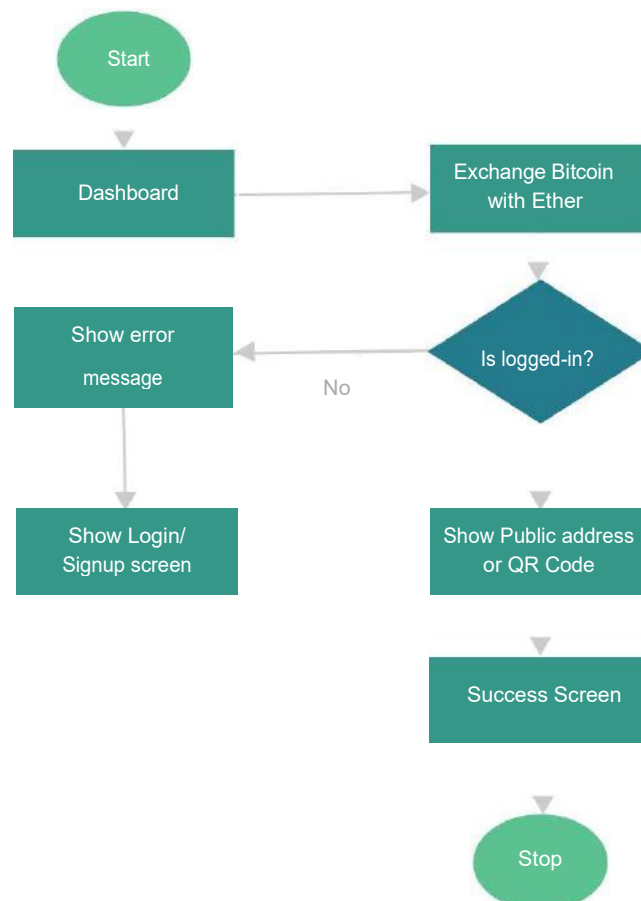 Start
Dashboard
Exchange Bitcoin
with Ether
Is logged-in?
No
Show error
message
Show Login/
Signup screen
Show Public address
or QR Code
Success Screen
Stop